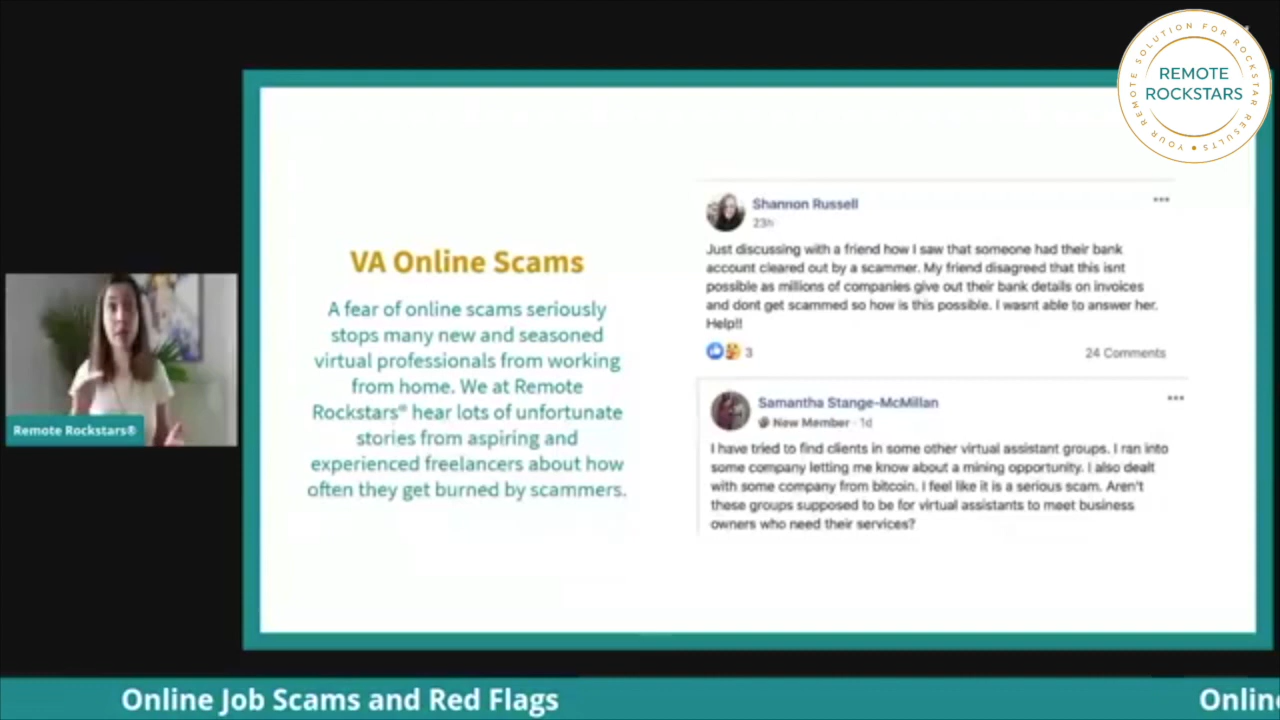 YOUR REMOTE SOLUTION FOR ROCKSTAR RESULTS
REMOTE
ROCKSTARS
VA Online Scams
A fear of online scams seriously
stops many new and seasoned
virtual professionals from working
from home. We at Remote
Rockstars® hear lots of unfortunate
stories from aspiring and
experienced freelancers about how
often they get burned by scammers.
Shannon Russell
23h
Just discussing with a friend how I saw that someone had their bank
account cleared out by a scammer. My friend disagreed that this isnt
possible as millions of companies give out their bank details on invoices
and dont get scammed so how is this possible. I wasnt able to answer her.
Help!!
3
24 Comments
Samantha Stange-McMillan
New Member · 1d
I have tried to find clients in some other virtual assistant groups. I ran into
some company letting me know about a mining opportunity. I also dealt
with some company from bitcoin. I feel like it is a serious scam. Aren't
these groups supposed to be for virtual assistants to meet business
owners who need their services?
Remote Rockstars®
Online Job Scams and Red Flags
Onlin